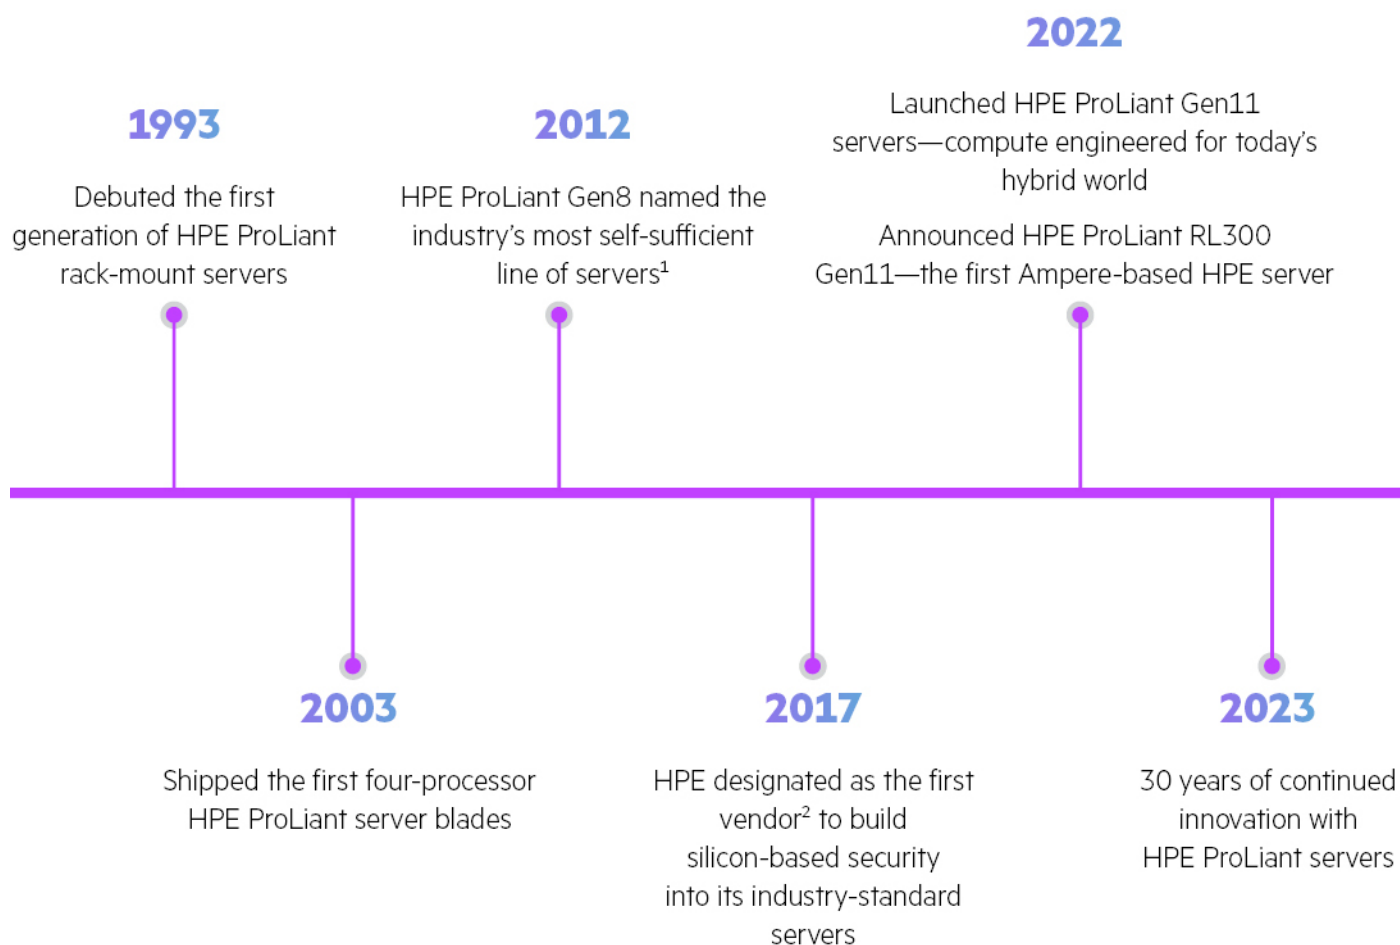 1993
Debuted the first
generation of HPE ProLiant
rack-mount servers
2003
Shipped the first four-processor
HPE ProLiant server blades
2012
HPE ProLiant Gen8 named the
industry’s most self-sufficient
line of servers¹
2017
HPE designated as the first
vendor² to build
silicon-based security
into its industry-standard
servers
2022
Launched HPE ProLiant Gen11
servers—compute engineered for today’s
hybrid world
Announced HPE ProLiant RL300
Gen11—the first Ampere-based HPE server
2023
30 years of continued
innovation with
HPE ProLiant servers